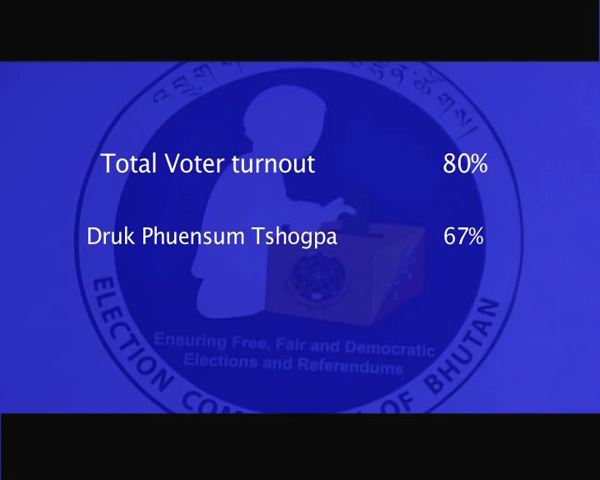 Total Voter turnout 80%
Druk Phuensum Tshogpa 67%
Ensuring Free, Fair and Democratic
Elections and Referendums
ELECTION OF BHUTAN